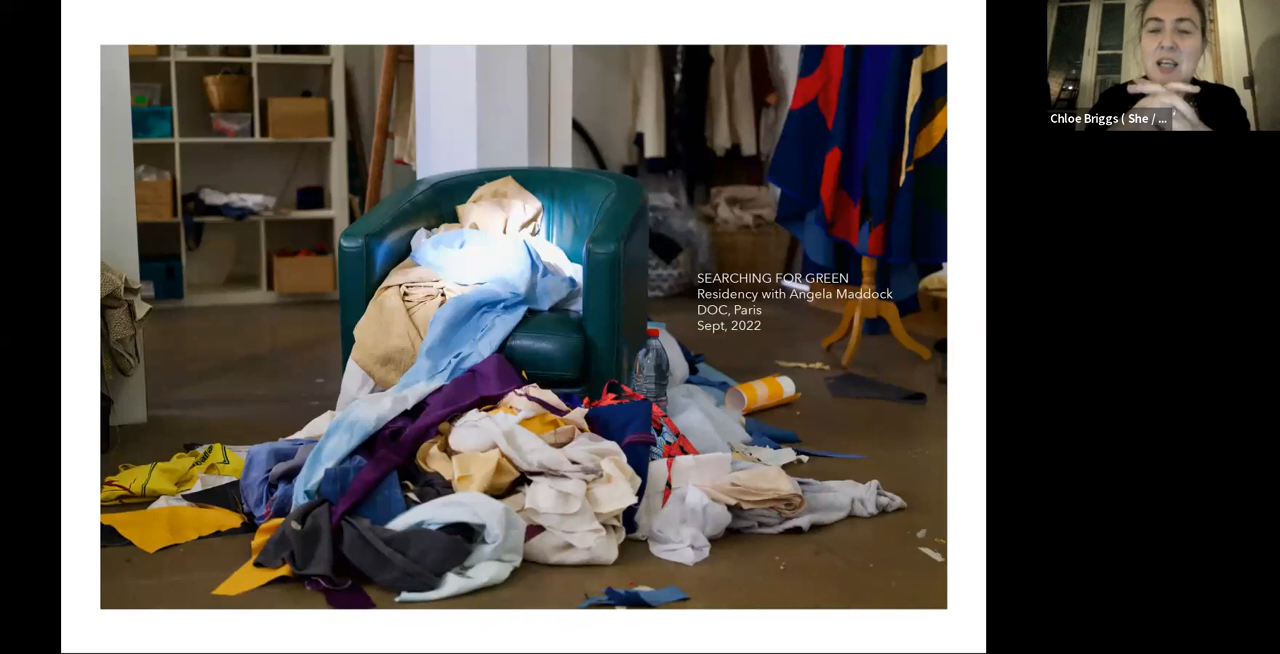 SEARCHING FOR GREEN
Residency with Angela Maddock
DOC, Paris
Sept, 2022
Chloe Briggs ( She / ...